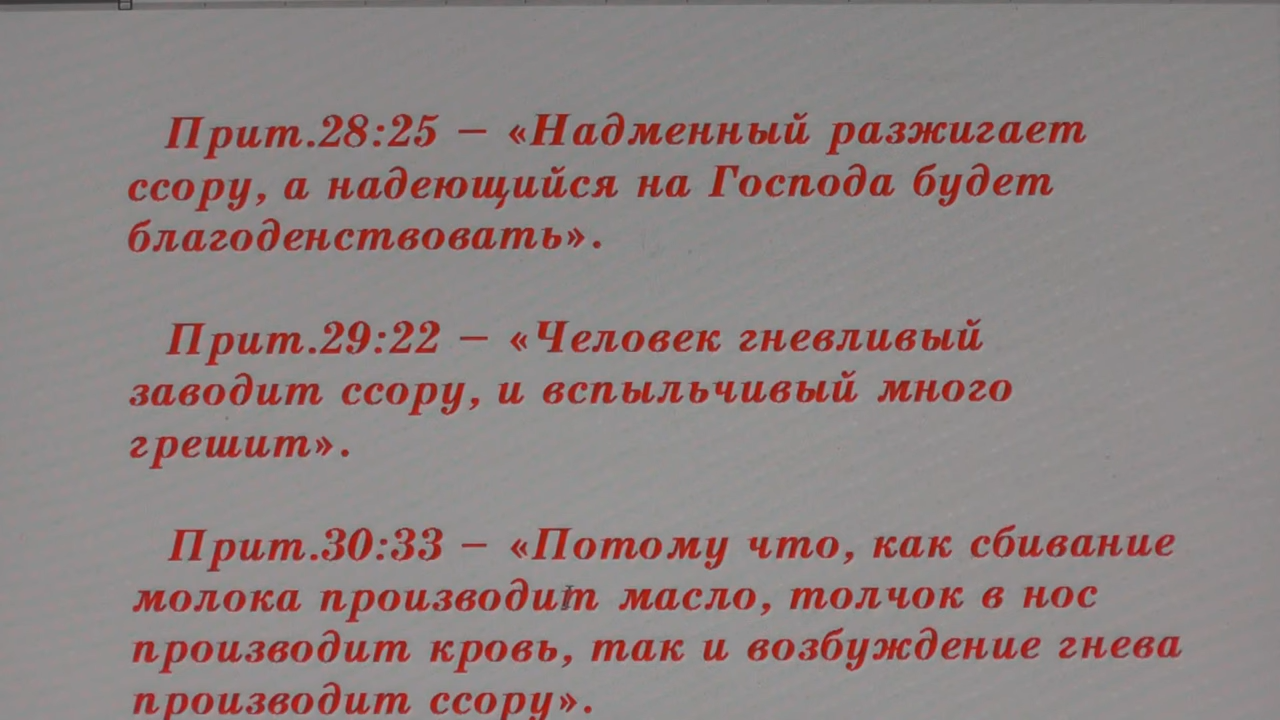 Прит.28:25 – «Надменный разжигает
ссору, а надеющийся на Господа будет
благоденствовать».
Прит.29:22 – «Человек гневливый
заводит ссору, и вспыльчивый много
грешит».
Прит.30:33 – «Потому что, как сбивание
молока производит масло, толчок в нос
производит кровь, так и возбуждение гнева
производит ссору».